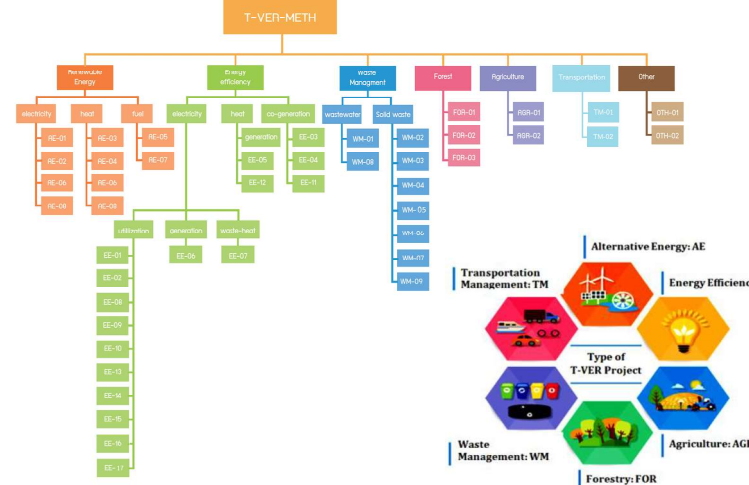 T-VER-METH
Renewable
Energy
Energy
efficiency
Waste
Managment
Forest
Agriculture
Transportation
Other
electricity
heat
fuel
electricity
heat
co-generation
wastewater
Solid waste
FOR-01
FOR-02
FOR-03
AGR-01
AGR-02
TM-01
TM-02
OTH-01
OTH-02
RE-01
RE-02
RE-06
RE-08
RE-03
RE-04
RE-06
RE-08
RE-05
RE-07
generation
EE-05
EE-12
EE-03
EE-04
EE-11
WM-01
WM-08
WM-02
WM-03
WM-04
WM-05
WM-06
WM-07
WM-09
utilization
generation
waste-heat
EE-01
EE-02
EE-08
EE-09
EE-10
EE-13
EE-14
EE-15
EE-16
EE-17
EE-06
EE-07
Alternative Energy: AE
Transportation
Management: TM
Energy Efficienc
Type of
T-VER Project
Waste
Management: WM
Agriculture: AGR
Forestry: FOR